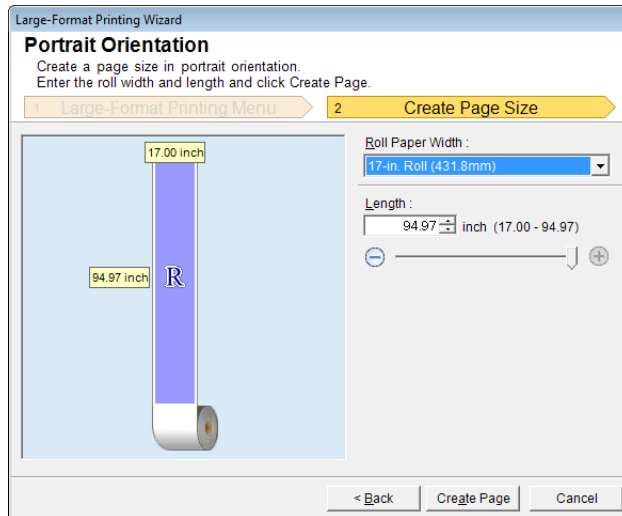 Large-Format Printing Wizard
Portrait Orientation
Create a page size in portrait orientation.
Enter the roll width and length and click Create Page.
1 Large-Format Printing Menu 2 Create Page Size
17.00 inch
94.97 inch
R
Roll Paper Width :
17-in. Roll (431.8mm)
Length :
94.97 inch (17.00 - 94.97)
< Back Create Page Cancel